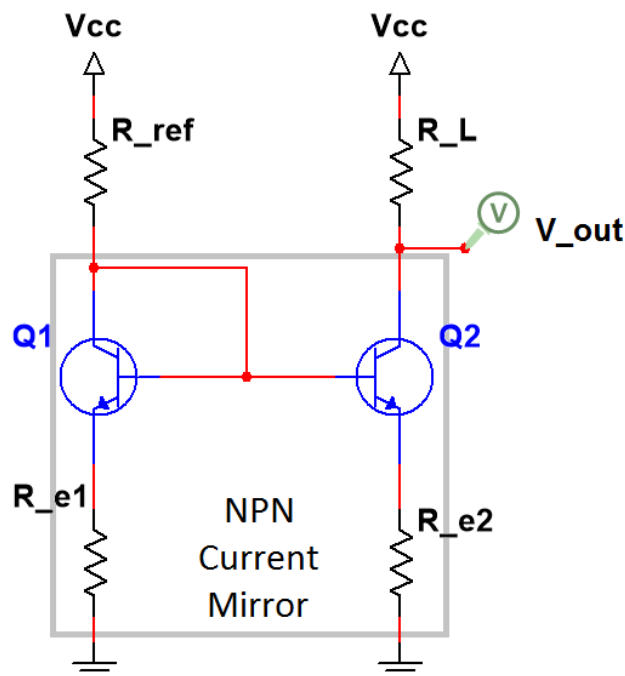 Vcc
Vcc
R_ref
R_L
V
V_out
Q1
Q2
R_e1
R_e2
NPN
Current
Mirror